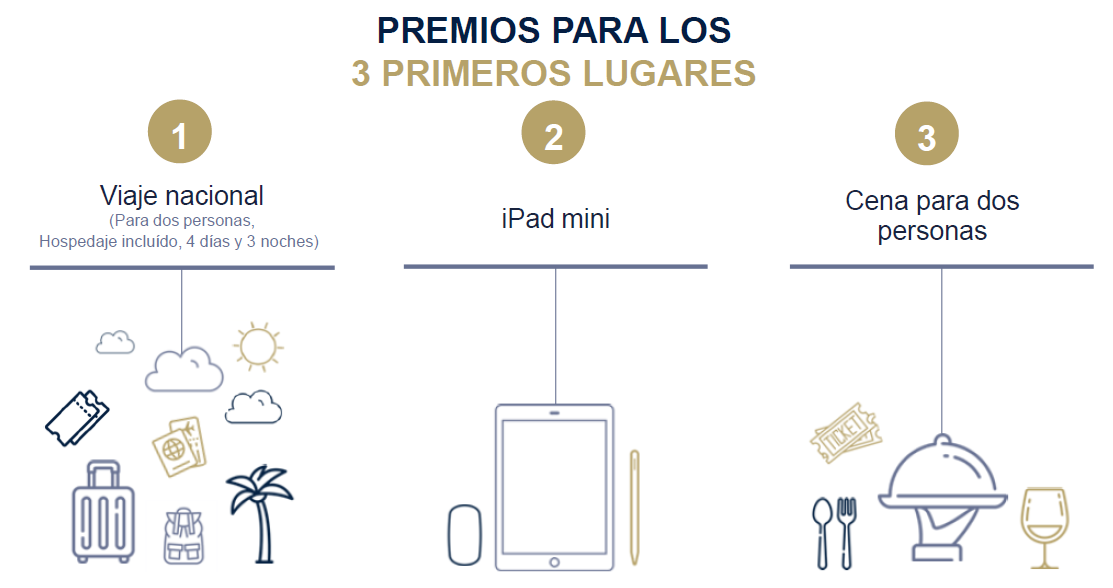 PREMIOS PARA LOS
3 PRIMEROS LUGARES
1
Viaje nacional
(Para dos personas,
Hospedaje incluído, 4 días y 3 noches)
2
iPad mini
3
Cena para dos
personas
TICKET